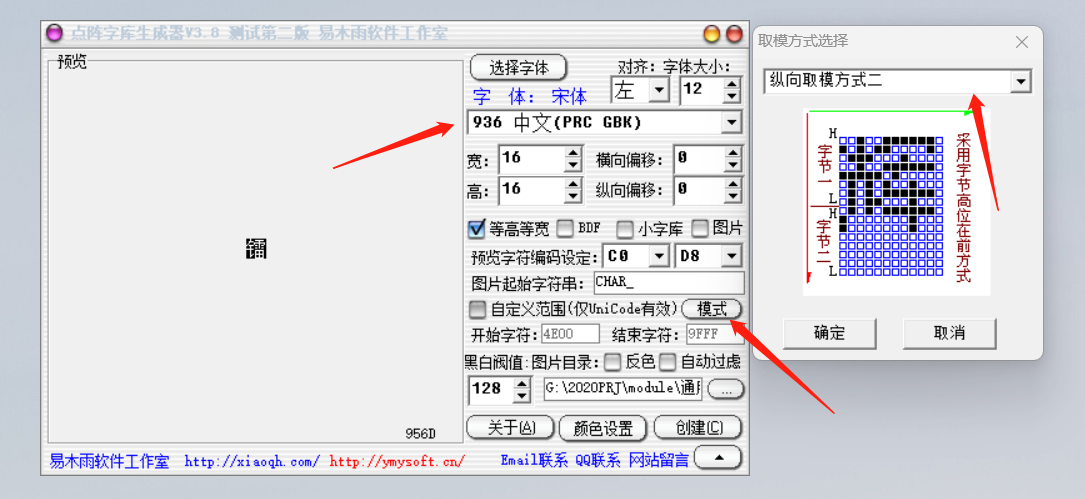 点阵字库生成器V3.8 测试第二版 易木雨软件工作室
预览
956D
选择字体
对齐: 字体大小:
字 体: 宋体
左
12
936 中文(PRC GBK)
宽: 16 横向偏移: 0
高: 16 纵向偏移: 0
等高等宽 BDF 小字库 图片
预览字符编码设定: C0 D8
图片起始字符串: CHAR_
自定义范围(仅UniCode有效) 模式
开始字符: 4E00 结束字符: 9FFF
黑白阀值: 图片目录: 反色 自动过虑
128 G:\2020PRJ\module\通 ...
关于(A) 颜色设置 创建(C)
易木雨软件工作室 http://xiaoqh.com/ http://ymysoft.cn/ Email联系 QQ联系 网站留言
取模方式选择
纵向取模方式二
H
字节一
L
H
字节二
L
采用字节高位在前方式
确定 取消